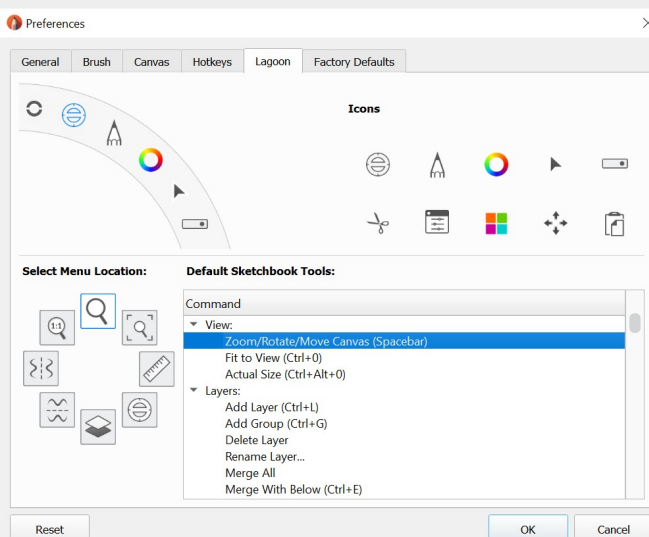 Preferences
General Brush Canvas Hotkeys Lagoon Factory Defaults
Icons
Select Menu Location:
1:1
Default Sketchbook Tools:
Command
View:
Zoom/Rotate/Move Canvas (Spacebar)
Fit to View (Ctrl+0)
Actual Size (Ctrl+Alt+0)
Layers:
Add Layer (Ctrl+L)
Add Group (Ctrl+G)
Delete Layer
Rename Layer...
Merge All
Merge With Below (Ctrl+E)
Reset OK Cancel